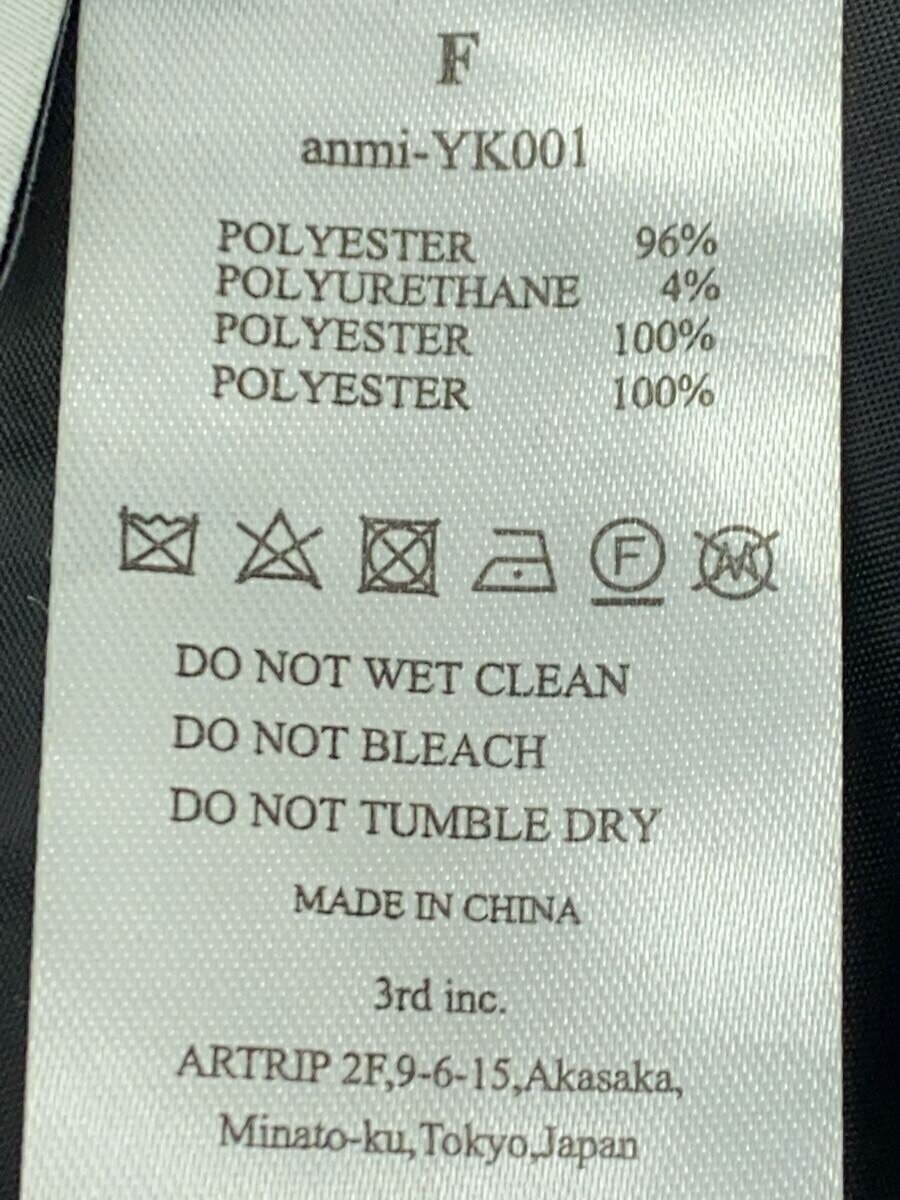 F
anmi-YK001
POLYESTER 96%
POLYURETHANE 4%
POLYESTER 100%
POLYESTER 100%
F W
DO NOT WET CLEAN
DO NOT BLEACH
DO NOT TUMBLE DRY
MADE IN CHINA
3rd inc.
ARTRIP 2F,9-6-15,Akasaka,
Minato-ku,Tokyo,Japan